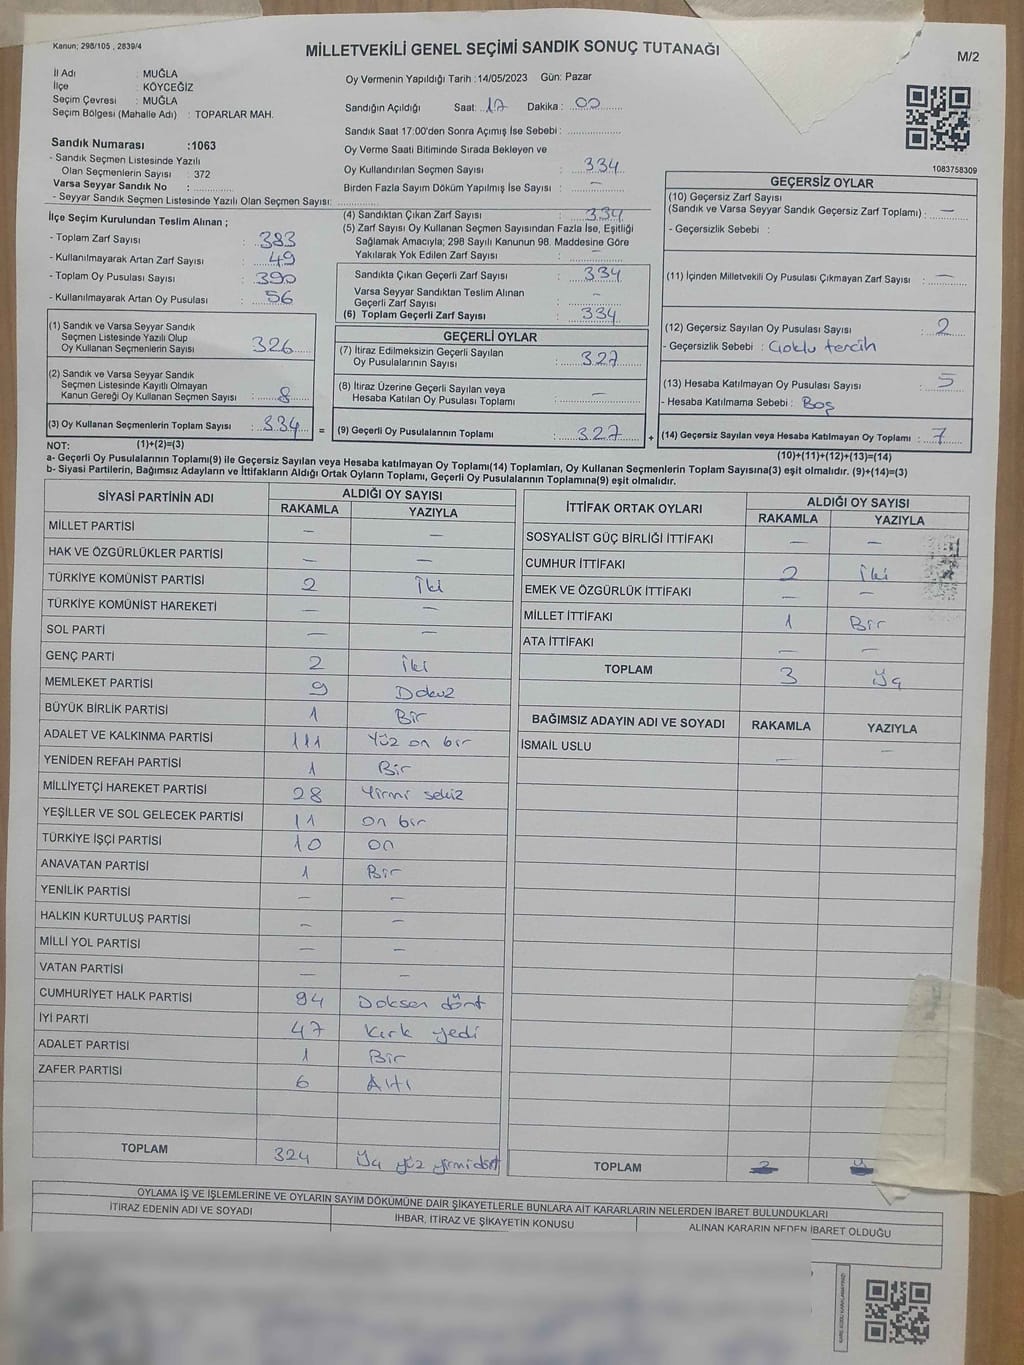 Kanun; 298/105 , 2839/4
MİLLETVEKİLİ GENEL SEÇİMİ SANDIK SONUÇ TUTANAĞI
M/2
İl Adı : MUĞLA
İlçe : KÖYCEĞİZ
Seçim Çevresi : MUĞLA
Seçim Bölgesi (Mahalle Adı) : TOPARLAR MAH.
Oy Vermenin Yapıldığı Tarih :14/05/2023 Gün: Pazar
Sandığın Açıldığı Saat: 17 Dakika : 00
Sandık Saat 17:00'den Sonra Açımış İse Sebebi :
Oy Verme Saati Bitiminde Sırada Bekleyen ve
Oy Kullandırılan Seçmen Sayısı : 334
Birden Fazla Sayım Döküm Yapılmış İse Sayısı : —
1083758309
Sandık Numarası :1063
- Sandık Seçmen Listesinde Yazılı
Olan Seçmenlerin Sayısı : 372
Varsa Seyyar Sandık No :
- Seyyar Sandık Seçmen Listesinde Yazılı Olan Seçmen Sayısı:
İlçe Seçim Kurulundan Teslim Alınan ;
- Toplam Zarf Sayısı : 383
- Kullanılmayarak Artan Zarf Sayısı : 49
- Toplam Oy Pusulası Sayısı : 390
- Kullanılmayarak Artan Oy Pusulası : 56
(1) Sandık ve Varsa Seyyar Sandık
Seçmen Listesinde Yazılı Olup
Oy Kullanan Seçmenlerin Sayısı : 326
(2) Sandık ve Varsa Seyyar Sandık
Seçmen Listesinde Kayıtlı Olmayan
Kanun Gereği Oy Kullanan Seçmen Sayısı : 8
(3) Oy Kullanan Seçmenlerin Toplam Sayısı : 334 =
(4) Sandıktan Çıkan Zarf Sayısı : 334
(5) Zarf Sayısı Oy Kullanan Seçmen Sayısından Fazla İse, Eşitliği
Sağlamak Amacıyla; 298 Sayılı Kanunun 98. Maddesine Göre
Yakılarak Yok Edilen Zarf Sayısı : —
Sandıkta Çıkan Geçerli Zarf Sayısı : 334
Varsa Seyyar Sandıktan Teslim Alınan
Geçerli Zarf Sayısı : —
(6) Toplam Geçerli Zarf Sayısı : 334
GEÇERLİ OYLAR
(7) İtiraz Edilmeksizin Geçerli Sayılan
Oy Pusulalarının Sayısı : 327
(8) İtiraz Üzerine Geçerli Sayılan veya
Hesaba Katılan Oy Pusulası Toplamı : —
(9) Geçerli Oy Pusulalarının Toplamı : 327 +
GEÇERSİZ OYLAR
(10) Geçersiz Zarf Sayısı
(Sandık ve Varsa Seyyar Sandık Geçersiz Zarf Toplamı) : —
- Geçersizlik Sebebi :
(11) İçinden Milletvekili Oy Pusulası Çıkmayan Zarf Sayısı : —
(12) Geçersiz Sayılan Oy Pusulası Sayısı : 2
- Geçersizlik Sebebi : Çoklu tercih
(13) Hesaba Katılmayan Oy Pusulası Sayısı : 5
- Hesaba Katılmama Sebebi : Boş
(14) Geçersiz Sayılan veya Hesaba Katılmayan Oy Toplamı : 7
NOT: (1)+(2)=(3)
(10)+(11)+(12)+(13)=(14)
a- Geçerli Oy Pusulalarının Toplamı(9) ile Geçersiz Sayılan veya Hesaba katılmayan Oy Toplamı(14) Toplamları, Oy Kullanan Seçmenlerin Toplam Sayısına(3) eşit olmalıdır. (9)+(14)=(3)
b- Siyasi Partilerin, Bağımsız Adayların ve İttifakların Aldığı Ortak Oyların Toplamı, Geçerli Oy Pusulalarının Toplamına(9) eşit olmalıdır.
SİYASİ PARTİNİN ADI ALDIĞI OY SAYISI
RAKAMLA YAZIYLA
MİLLET PARTİSİ — —
HAK VE ÖZGÜRLÜKLER PARTİSİ — —
TÜRKİYE KOMÜNİST PARTİSİ 2 İki
TÜRKİYE KOMÜNİST HAREKETİ — —
SOL PARTİ — —
GENÇ PARTİ 2 İki
MEMLEKET PARTİSİ 9 Dokuz
BÜYÜK BİRLİK PARTİSİ 1 Bir
ADALET VE KALKINMA PARTİSİ 111 Yüz on bir
YENİDEN REFAH PARTİSİ 1 Bir
MİLLİYETÇİ HAREKET PARTİSİ 28 Yirmi sekiz
YEŞİLLER VE SOL GELECEK PARTİSİ 11 on bir
TÜRKİYE İŞÇİ PARTİSİ 10 on
ANAVATAN PARTİSİ 1 Bir
YENİLİK PARTİSİ — —
HALKIN KURTULUŞ PARTİSİ — —
MİLLİ YOL PARTİSİ — —
VATAN PARTİSİ — —
CUMHURİYET HALK PARTİSİ 94 Doksan dört
İYİ PARTİ 47 Kırk yedi
ADALET PARTİSİ 1 Bir
ZAFER PARTİSİ 6 Altı
TOPLAM 324 Üç yüz yirmi dört
İTTİFAK ORTAK OYLARI ALDIĞI OY SAYISI
RAKAMLA YAZIYLA
SOSYALİST GÜÇ BİRLİĞİ İTTİFAKI — —
CUMHUR İTTİFAKI 2 İki
EMEK VE ÖZGÜRLÜK İTTİFAKI — —
MİLLET İTTİFAKI 1 Bir
ATA İTTİFAKI — —
TOPLAM 3 Üç
BAĞIMSIZ ADAYIN ADI VE SOYADI RAKAMLA YAZIYLA
İSMAİL USLU — —
TOPLAM
OYLAMA İŞ VE İŞLEMLERİNE VE OYLARIN SAYIM DÖKÜMÜNE DAİR ŞİKAYETLERLE BUNLARA AİT KARARLARIN NELERDEN İBARET BULUNDUKLARI
İTİRAZ EDENİN ADI VE SOYADI İHBAR, İTİRAZ VE ŞİKAYETİN KONUSU ALINAN KARARIN NEDEN İBARET OLDUĞU